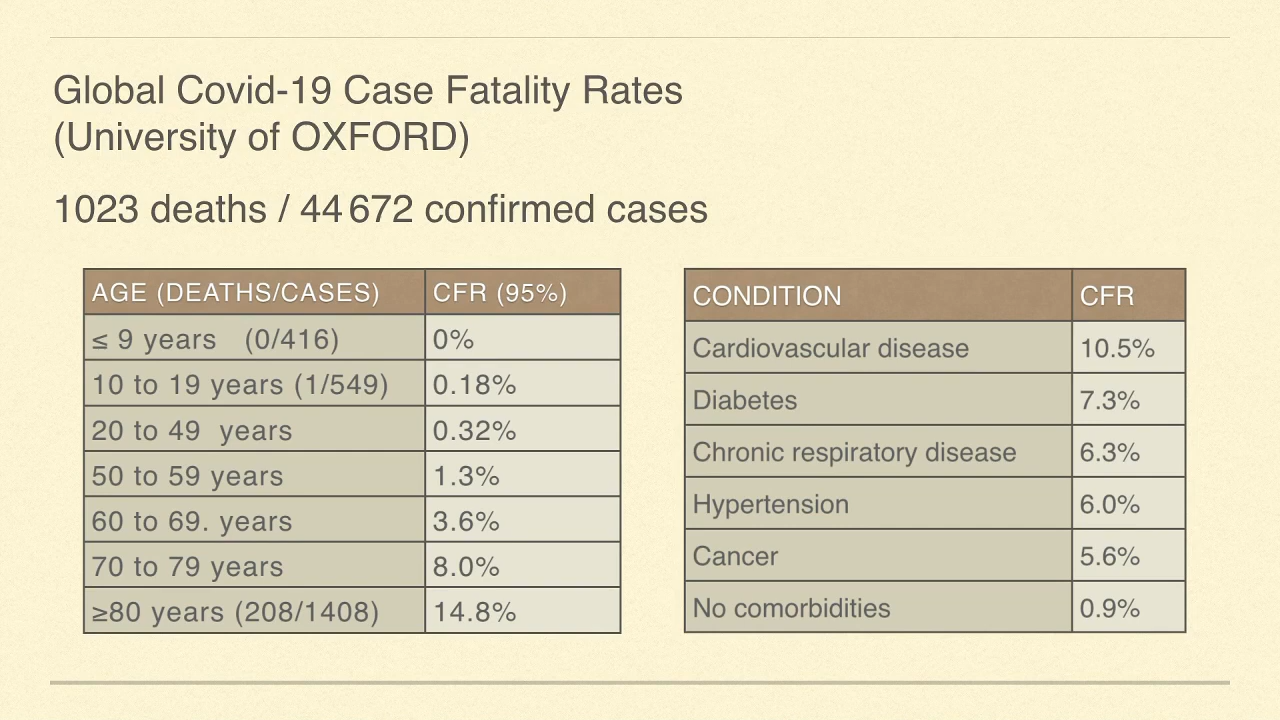 Global Covid-19 Case Fatality Rates
(University of OXFORD)
1023 deaths / 44 672 confirmed cases
AGE (DEATHS/CASES) CFR (95%)
≤ 9 years (0/416) 0%
10 to 19 years (1/549) 0.18%
20 to 49 years 0.32%
50 to 59 years 1.3%
60 to 69. years 3.6%
70 to 79 years 8.0%
≥80 years (208/1408) 14.8%
CONDITION CFR
Cardiovascular disease 10.5%
Diabetes 7.3%
Chronic respiratory disease 6.3%
Hypertension 6.0%
Cancer 5.6%
No comorbidities 0.9%